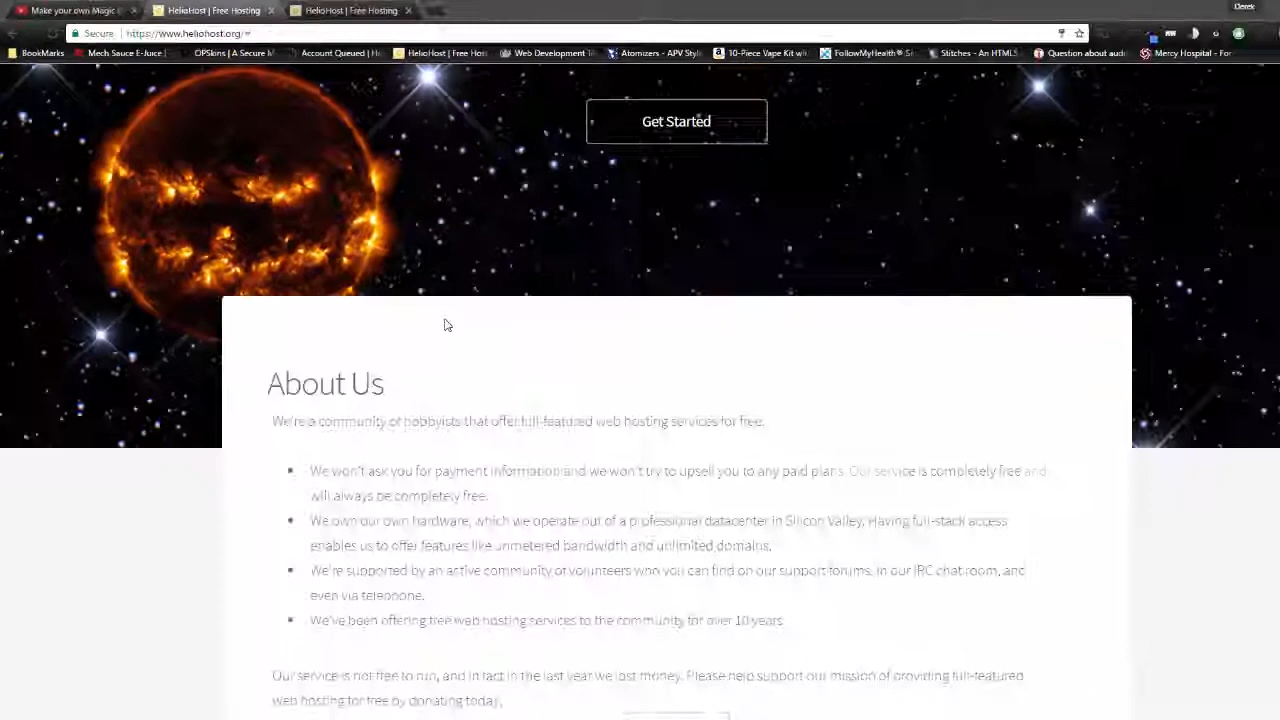 Make your own Magic
HelioHost | Free Hosting
HelioHost | Free Hosting
Derek
Secure
https://www.heliohost.org/
BookMarks
Mech Sauce E-Juice |
OPSkins | A Secure M
Account Queued | H
HelioHost | Free Hos
Web Development T
Atomizers - APV Styl
10-Piece Vape Kit wi
FollowMyHealth® Si
Stitches - An HTML5
Question about audi
Mercy Hospital - For
Get Started
About Us
We're a community of hobbyists that offer full-featured web hosting services for free.
We won't ask you for payment information and we won't try to upsell you to any paid plans. Our service is completely free and
will always be completely free.
We own our own hardware, which we operate out of a professional datacenter in Silicon Valley. Having full-stack access
enables us to offer features like unmetered bandwidth and unlimited domains.
We're supported by an active community of volunteers who you can find on our support forums, in our IRC chat room, and
even via telephone.
We've been offering free web hosting services to the community for over 10 years.
Our service is not free to run, and in fact in the last year we lost money. Please help support our mission of providing full-featured
web hosting for free by donating today.